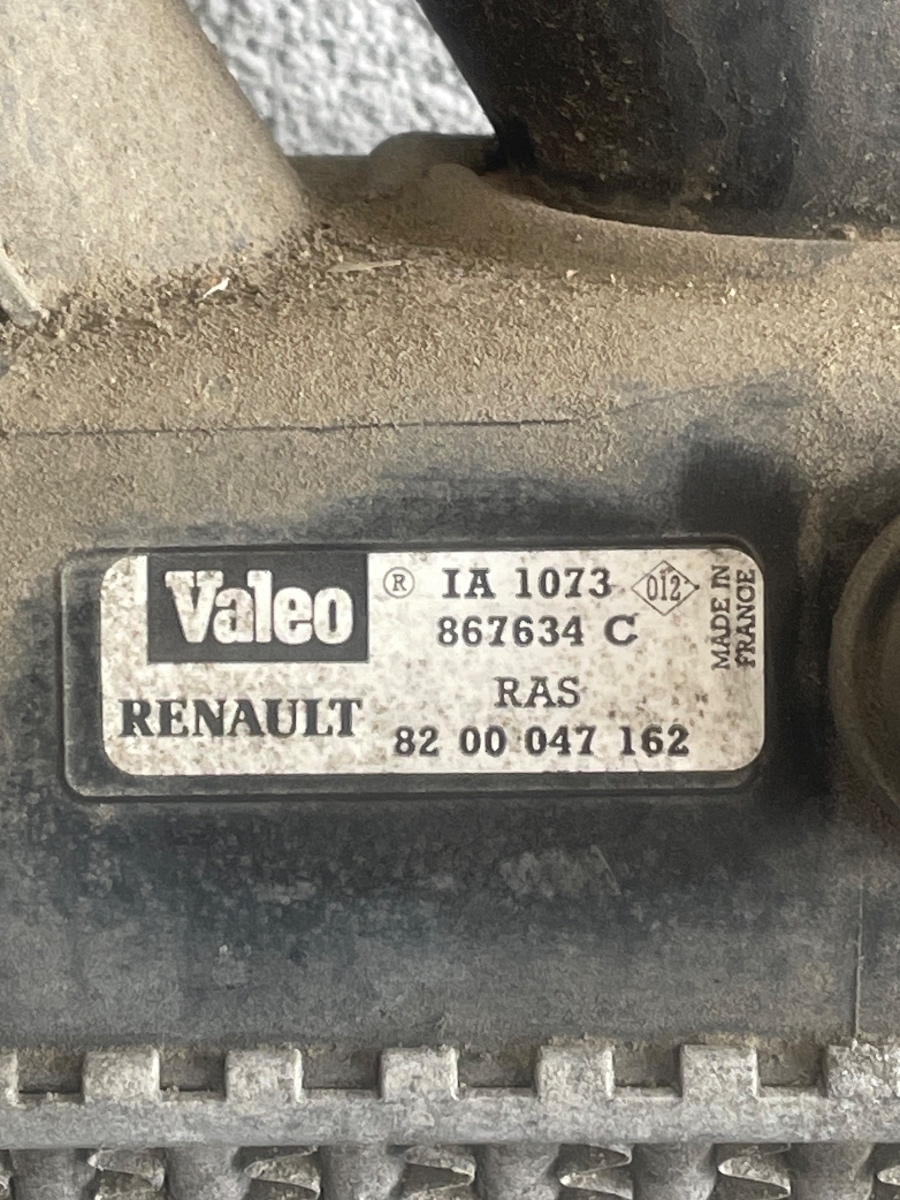 Valeo ® IA 1073 012
867634 C
MADE IN
FRANCE
RENAULT
RAS
82 00 047 162